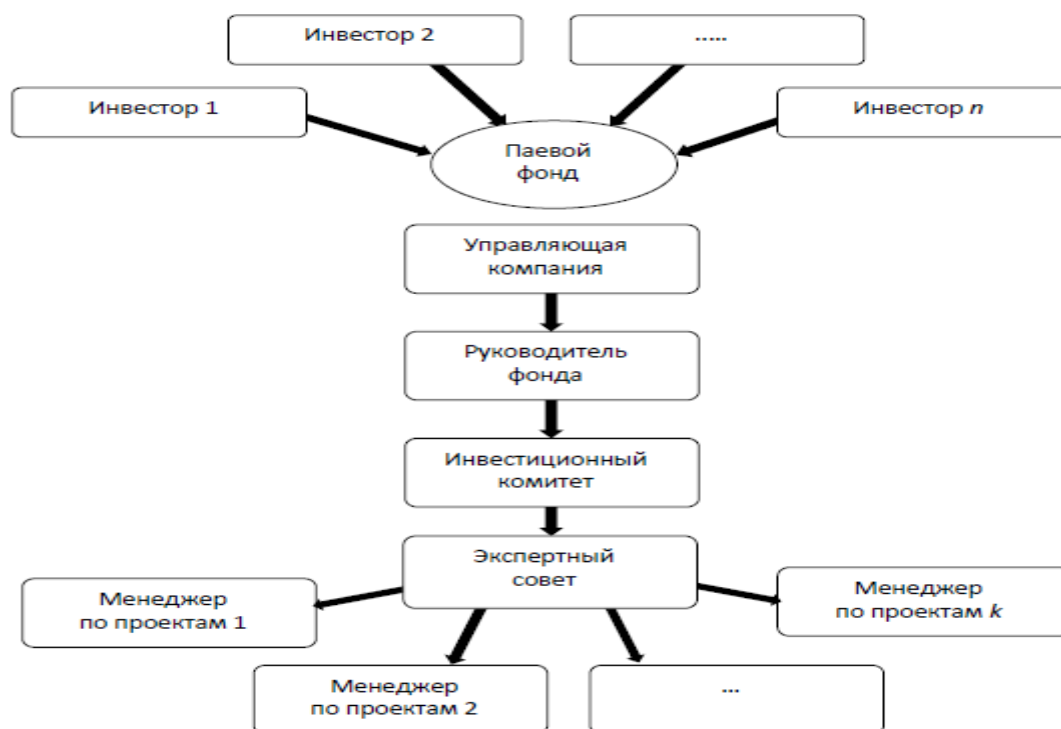 Инвестор 2
.....
Инвестор 1
Инвестор n
Паевой
фонд
Управляющая
компания
Руководитель
фонда
Инвестиционный
комитет
Экспертный
совет
Менеджер
по проектам 1
Менеджер
по проектам k
Менеджер
по проектам 2
...